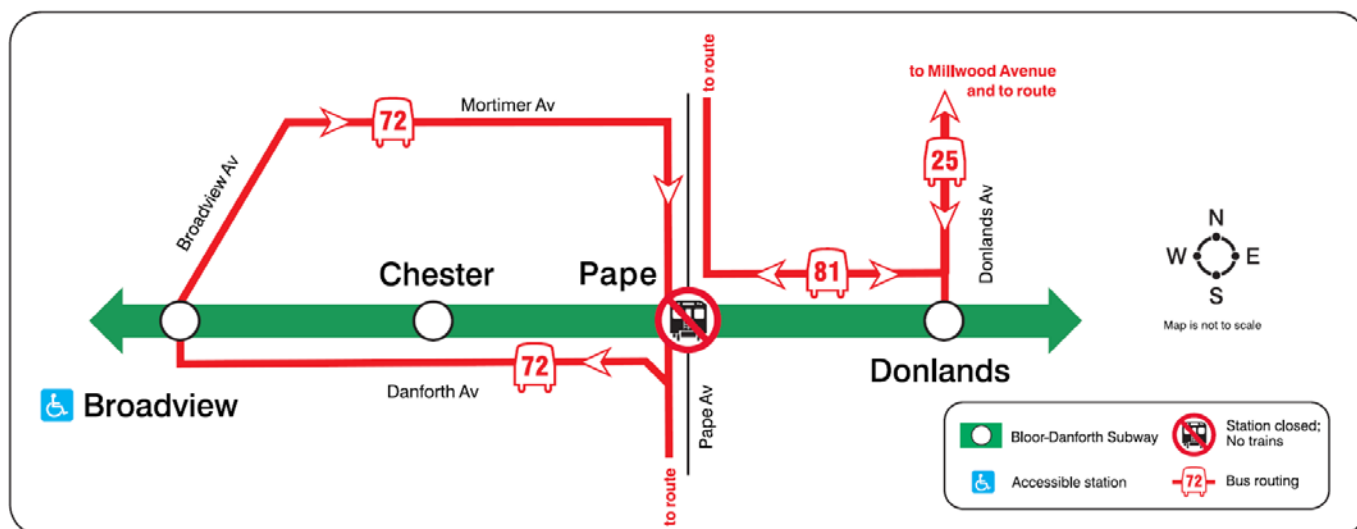 to route
to Millwood Avenue
and to route
Mortimer Av
72
Broadview Av
25
Donlands Av
Chester
Pape
81
N
W
E
S
Map is not to scale
72
Danforth Av
Broadview
Donlands
Pape Av
to route
Bloor-Danforth Subway
Station closed;
No trains
Accessible station
72
Bus routing